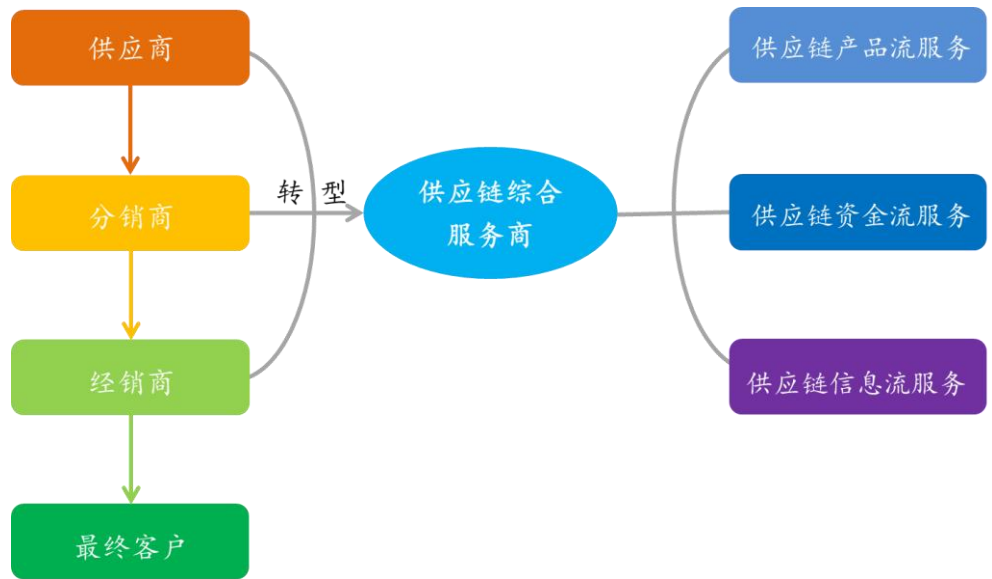 供应商
供应链产品流服务
分销商
转 型
供应链综合
服务商
供应链资金流服务
经销商
供应链信息流服务
最终客户